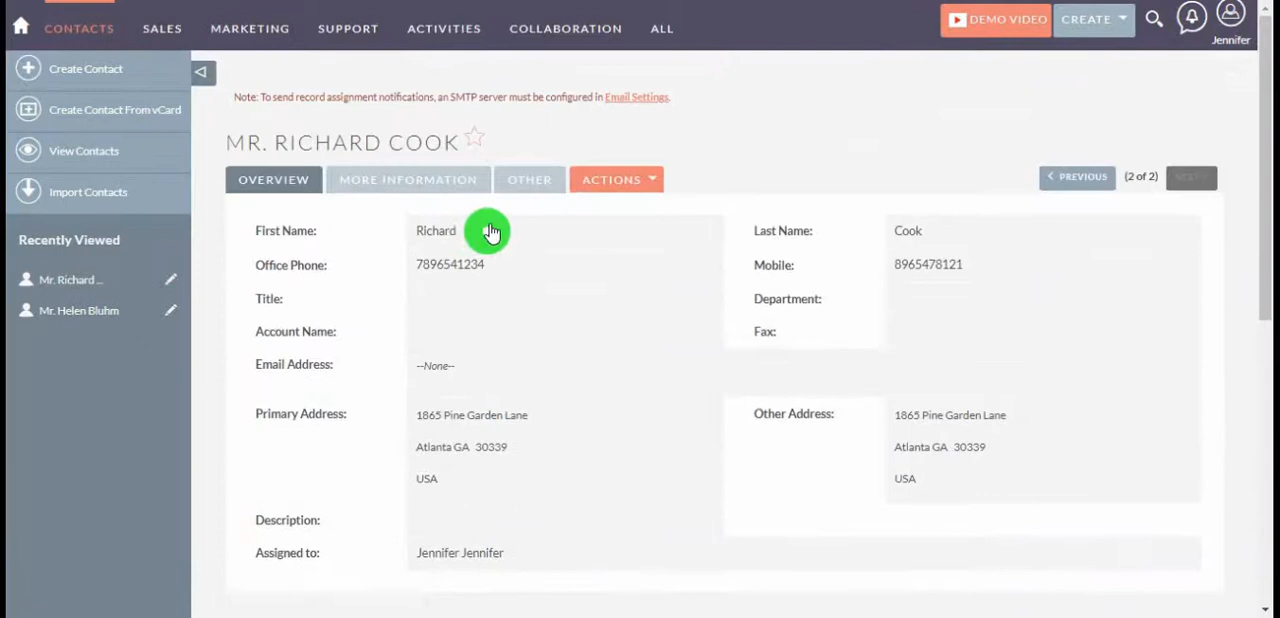 CONTACTS SALES MARKETING SUPPORT ACTIVITIES COLLABORATION ALL DEMO VIDEO CREATE
Jennifer
Create Contact
Create Contact From vCard
View Contacts
Import Contacts
Recently Viewed
Mr. Richard ...
Mr. Helen Bluhm
Note: To send record assignment notifications, an SMTP server must be configured in Email Settings.
MR. RICHARD COOK
OVERVIEW MORE INFORMATION OTHER ACTIONS PREVIOUS (2 of 2)
First Name: Richard Last Name: Cook
Office Phone: 7896541234 Mobile: 8965478121
Title: Department:
Account Name: Fax:
Email Address: --None--
Primary Address: 1865 Pine Garden Lane Other Address: 1865 Pine Garden Lane
Atlanta GA 30339 Atlanta GA 30339
USA USA
Description:
Assigned to: Jennifer Jennifer